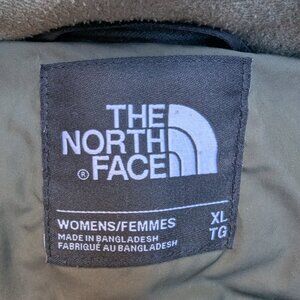 THE
NORTH
FACE
®
WOMENS/FEMMES XL
MADE IN BANGLADESH TG
FABRIQUÉ AU BANGLADESH